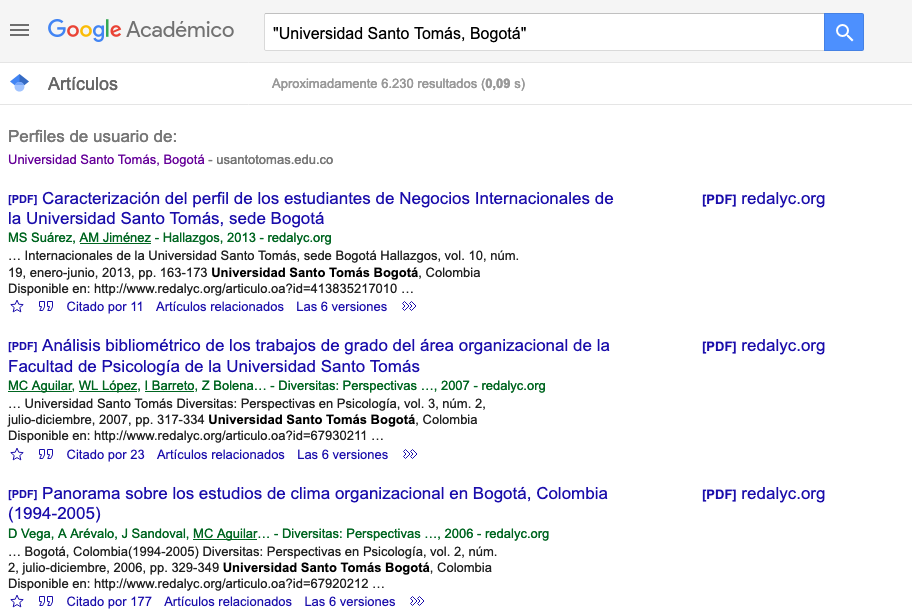 Google Académico
"Universidad Santo Tomás, Bogotá"
Artículos
Aproximadamente 6.230 resultados (0,09 s)
Perfiles de usuario de:
Universidad Santo Tomás, Bogotá - usantotomas.edu.co
[PDF] Caracterización del perfil de los estudiantes de Negocios Internacionales de
la Universidad Santo Tomás, sede Bogotá
[PDF] redalyc.org
MS Suárez, AM Jiménez - Hallazgos, 2013 - redalyc.org
… Internacionales de la Universidad Santo Tomás, sede Bogotá Hallazgos, vol. 10, núm.
19, enero-junio, 2013, pp. 163-173 Universidad Santo Tomás Bogotá, Colombia
Disponible en: http://www.redalyc.org/articulo.oa?id=413835217010 …
Citado por 11 Artículos relacionados Las 6 versiones
[PDF] Análisis bibliométrico de los trabajos de grado del área organizacional de la
Facultad de Psicología de la Universidad Santo Tomás
[PDF] redalyc.org
MC Aguilar, WL López, I Barreto, Z Bolena… - Diversitas: Perspectivas …, 2007 - redalyc.org
… Universidad Santo Tomás Diversitas: Perspectivas en Psicología, vol. 3, núm. 2,
julio-diciembre, 2007, pp. 317-334 Universidad Santo Tomás Bogotá, Colombia
Disponible en: http://www.redalyc.org/articulo.oa?id=67930211 …
Citado por 23 Artículos relacionados Las 6 versiones
[PDF] Panorama sobre los estudios de clima organizacional en Bogotá, Colombia
(1994-2005)
[PDF] redalyc.org
D Vega, A Arévalo, J Sandoval, MC Aguilar… - Diversitas: Perspectivas …, 2006 - redalyc.org
… Bogotá, Colombia(1994-2005) Diversitas: Perspectivas en Psicología, vol. 2, núm.
2, julio-diciembre, 2006, pp. 329-349 Universidad Santo Tomás Bogotá, Colombia
Disponible en: http://www.redalyc.org/articulo.oa?id=67920212 …
Citado por 177 Artículos relacionados Las 6 versiones